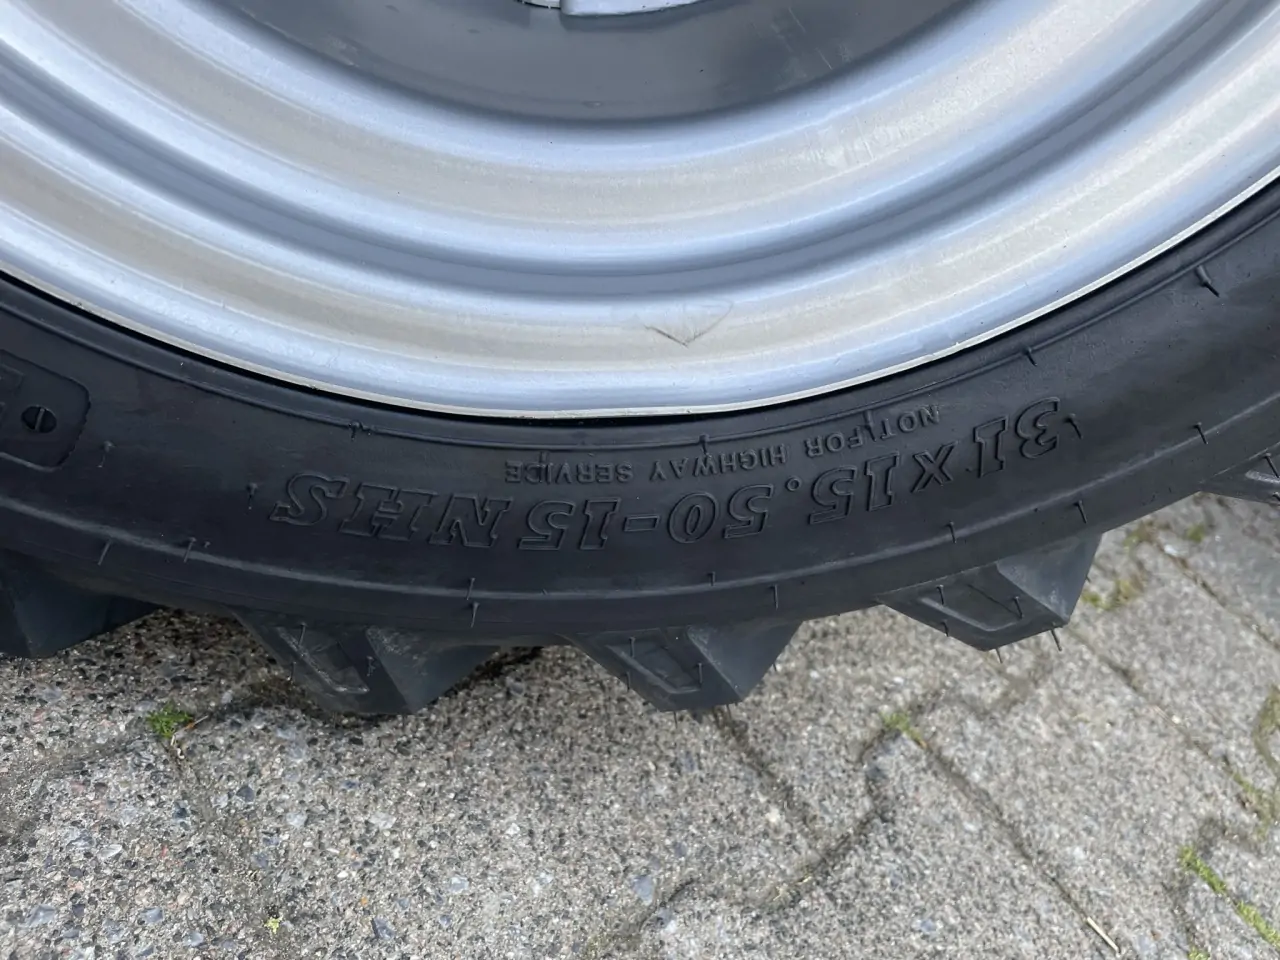 31X15.50-15 NHS
NOT FOR HIGHWAY SERVICE